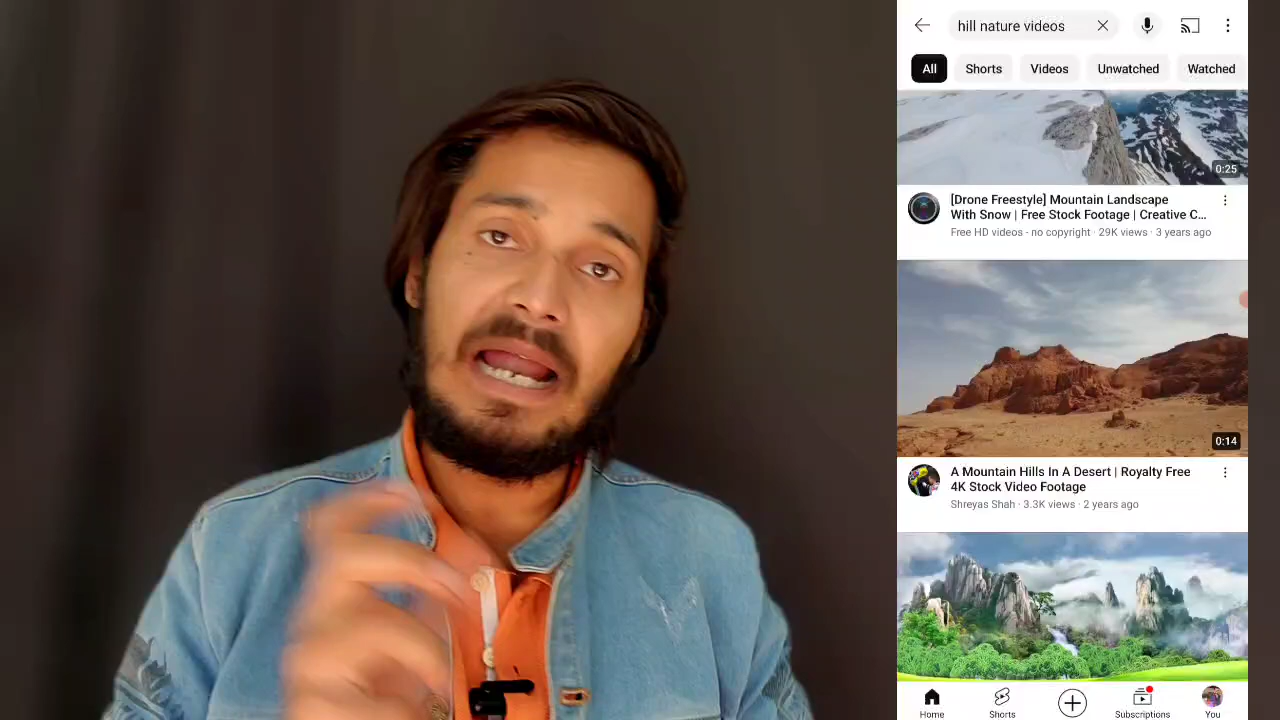 hill nature videos
All Shorts Videos Unwatched Watched
0:25
[Drone Freestyle] Mountain Landscape
With Snow | Free Stock Footage | Creative C...
Free HD videos - no copyright · 29K views · 3 years ago
0:14
A Mountain Hills In A Desert | Royalty Free
4K Stock Video Footage
Shreyas Shah · 3.3K views · 2 years ago
Home Shorts Subscriptions You